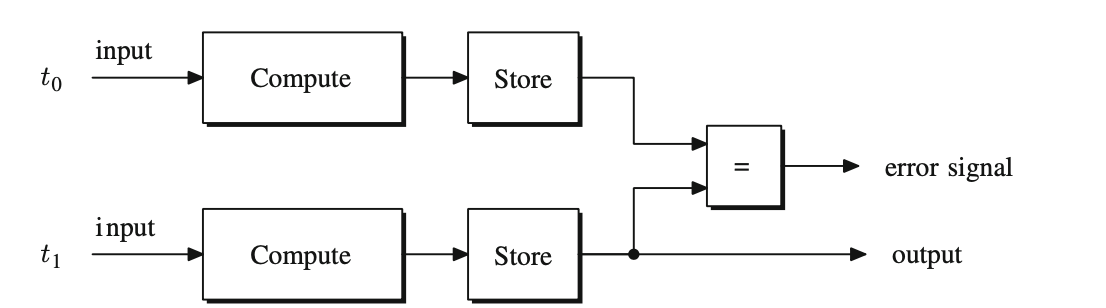 input
t₀ Compute Store
= error signal
input
t₁ Compute Store output